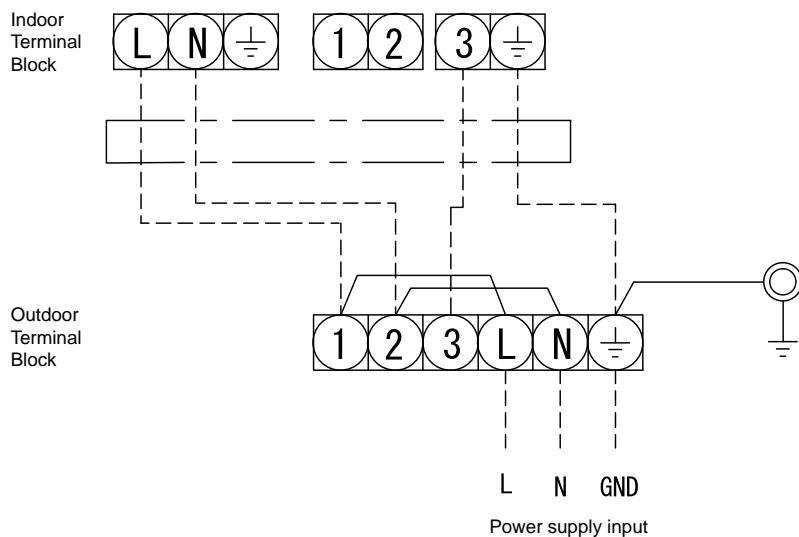 Indoor
Terminal
Block
L N 1 2 3
Outdoor
Terminal
Block
1 2 3 L N
L N GND
Power supply input